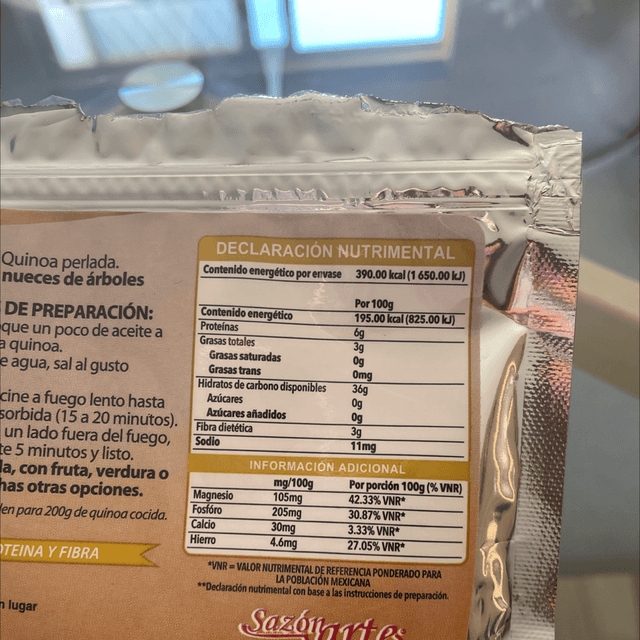 Quinoa perlada.
nueces de árboles
DE PREPARACIÓN:
que un poco de aceite a
quinoa.
e agua, sal al gusto
cine a fuego lento hasta
sorbida (15 a 20 minutos).
un lado fuera del fuego,
te 5 minutos y listo.
la, con fruta, verdura o
has otras opciones.
den para 200g de quinoa cocida.
OTEINA Y FIBRA
n lugar
DECLARACIÓN NUTRIMENTAL
Contenido energético por envase 390.00 kcal (1 650.00 kJ)
Por 100g
Contenido energético 195.00 kcal (825.00 kJ)
Proteínas 6g
Grasas totales 3g
Grasas saturadas 0g
Grasas trans 0mg
Hidratos de carbono disponibles 36g
Azúcares 0g
Azúcares añadidos 0g
Fibra dietética 3g
Sodio 11mg
INFORMACIÓN ADICIONAL
mg/100g Por porción 100g (% VNR)
Magnesio 105mg 42.33% VNR*
Fosfóro 205mg 30.87% VNR*
Calcio 30mg 3.33% VNR*
Hierro 4.6mg 27.05% VNR*
*VNR = VALOR NUTRIMENTAL DE REFERENCIA PONDERADO PARA
LA POBLACIÓN MEXICANA
**Declaración nutrimental con base a las instrucciones de preparación.
Sazón
artes